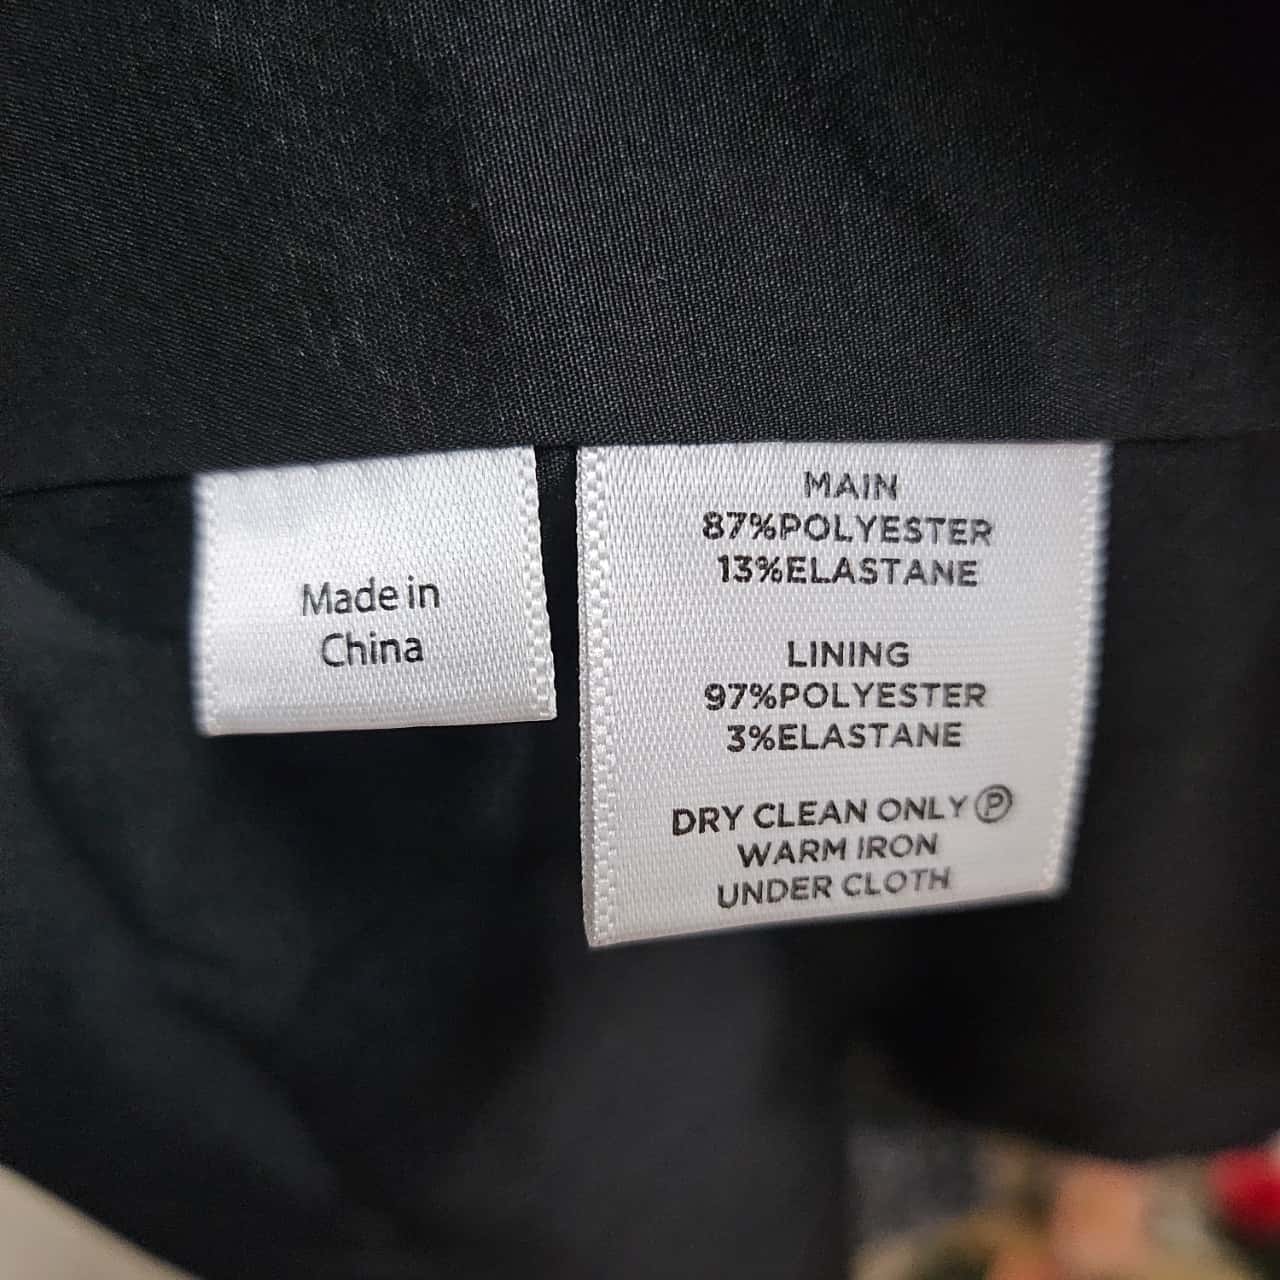 Made in
China
MAIN
87%POLYESTER
13%ELASTANE
LINING
97%POLYESTER
3%ELASTANE
DRY CLEAN ONLY Ⓟ
WARM IRON
UNDER CLOTH